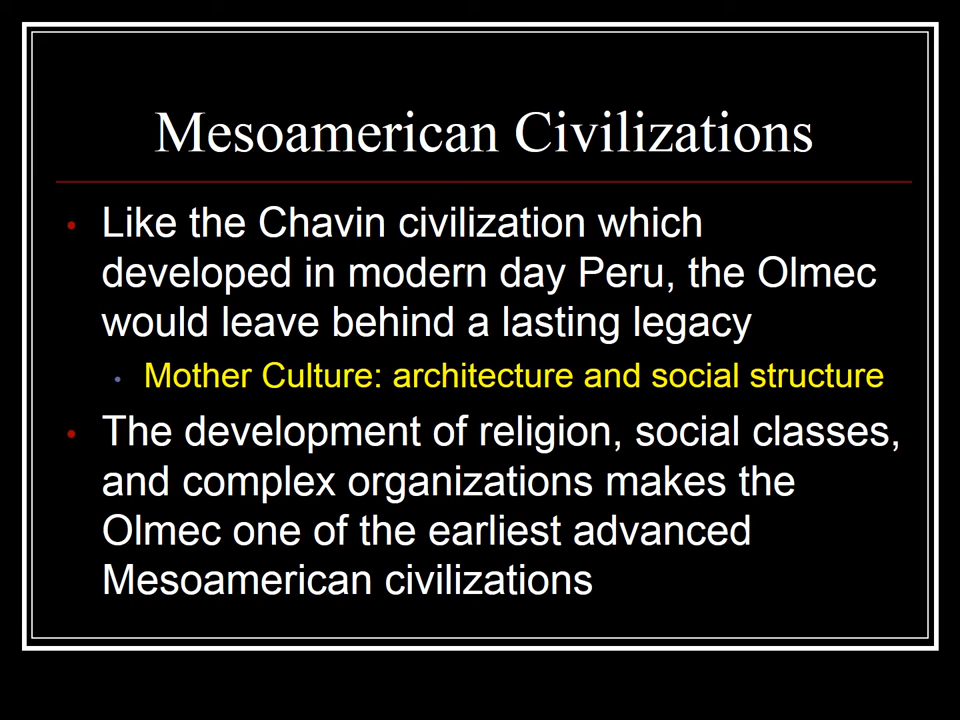 Mesoamerican Civilizations
• Like the Chavin civilization which
developed in modern day Peru, the Olmec
would leave behind a lasting legacy
• Mother Culture: architecture and social structure
• The development of religion, social classes,
and complex organizations makes the
Olmec one of the earliest advanced
Mesoamerican civilizations